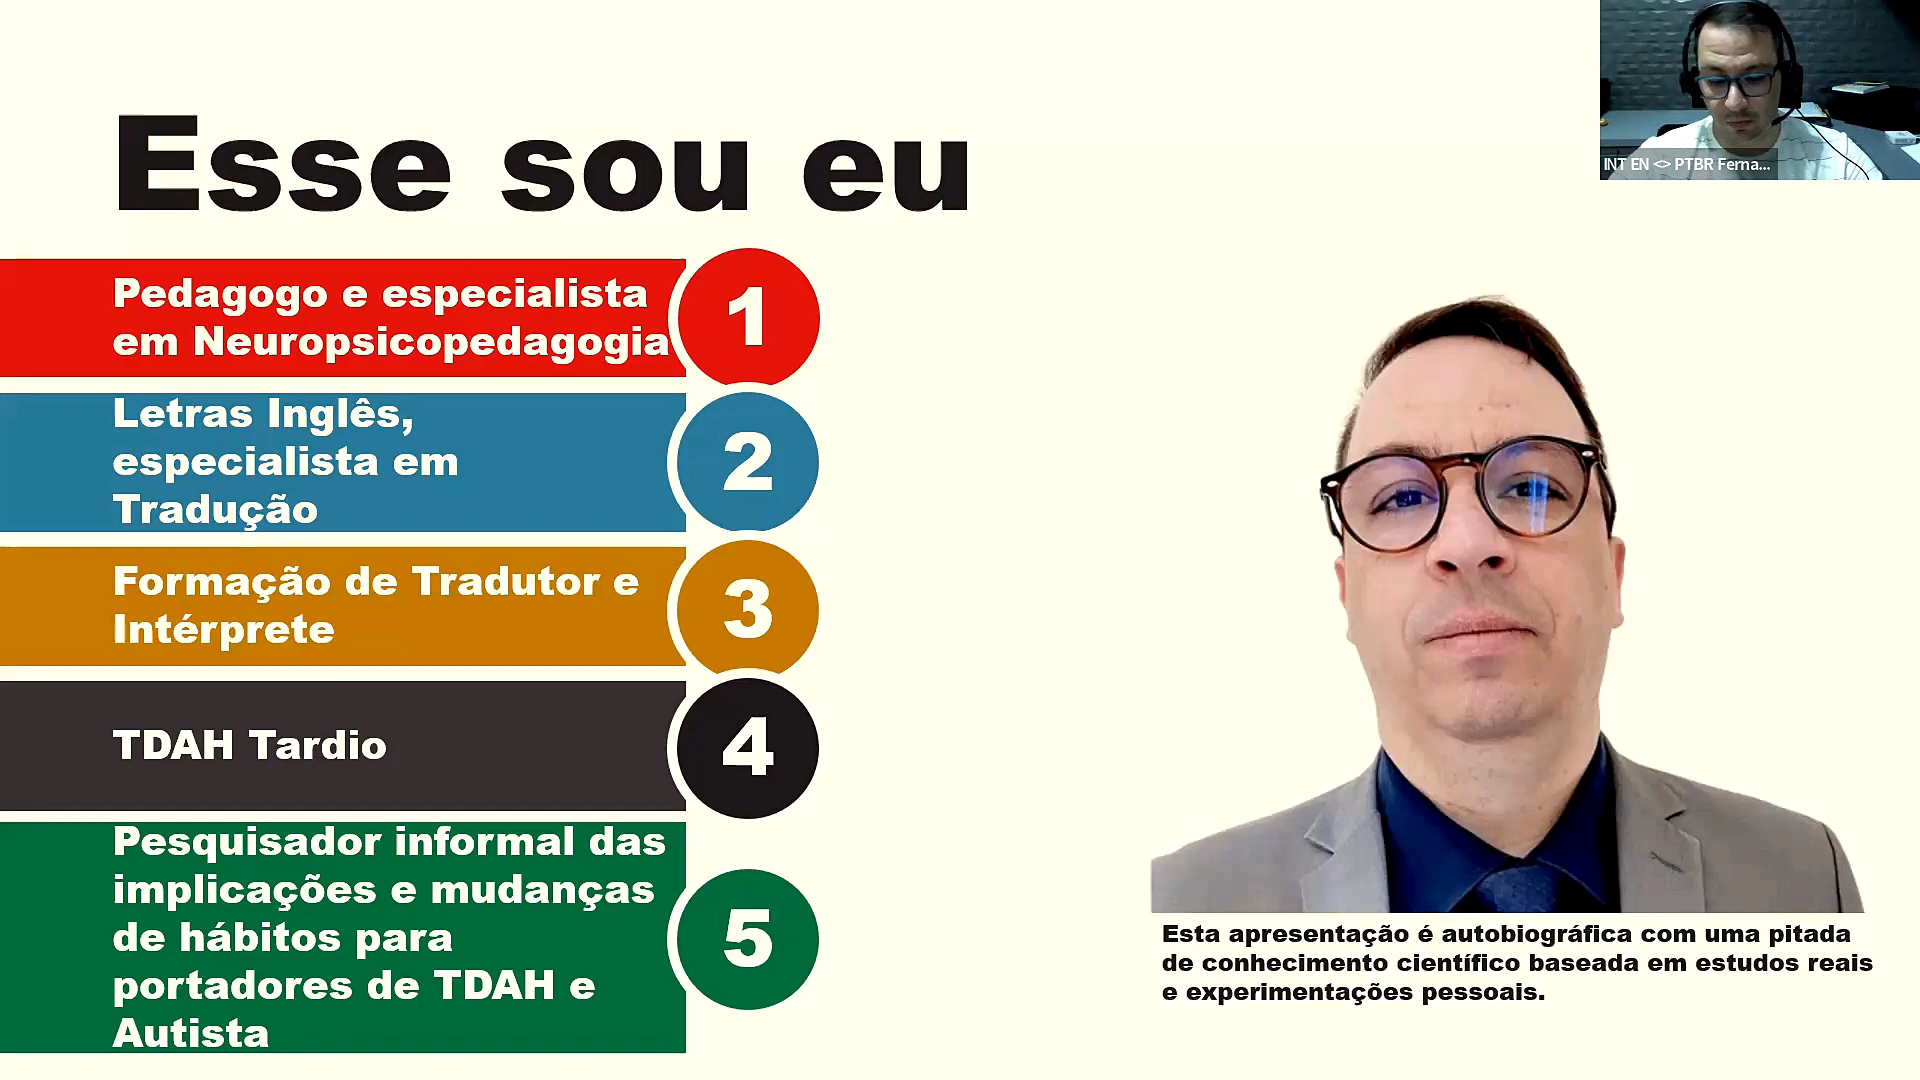 INT EN <> PTBR Ferna...
Esse sou eu
Pedagogo e especialista
em Neuropsicopedagogia
1
Letras Inglês,
especialista em
Tradução
2
Formação de Tradutor e
Intérprete
3
TDAH Tardio
4
Pesquisador informal das
implicações e mudanças
de hábitos para
portadores de TDAH e
Autista
5
Esta apresentação é autobiográfica com uma pitada
de conhecimento científico baseada em estudos reais
e experimentações pessoais.